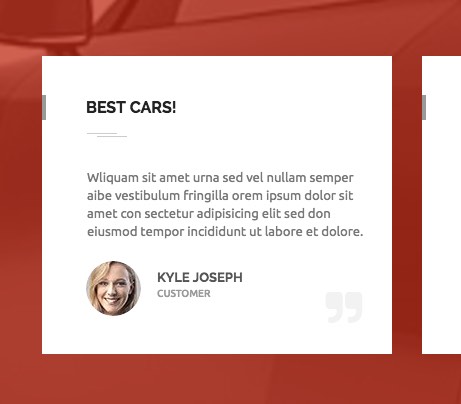 BEST CARS!
Wliquam sit amet urna sed vel nullam semper
aibe vestibulum fringilla orem ipsum dolor sit
amet con sectetur adipisicing elit sed don
eiusmod tempor incididunt ut labore et dolore.
KYLE JOSEPH
CUSTOMER